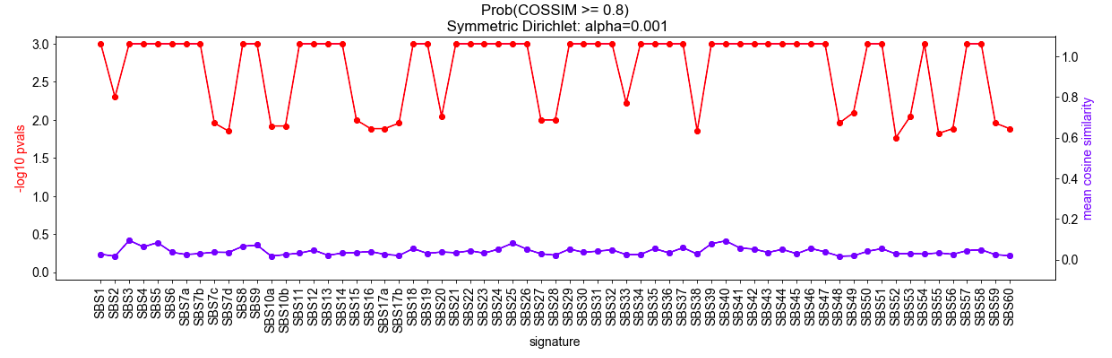 Prob(COSSIM >= 0.8)
Symmetric Dirichlet: alpha=0.001
3.0
2.5
2.0
1.5
1.0
0.5
0.0
-log10 pvals
1.0
0.8
0.6
0.4
0.2
0.0
mean cosine similarity
SBS1
SBS2
SBS3
SBS4
SBS5
SBS6
SBS7a
SBS7b
SBS7c
SBS7d
SBS8
SBS9
SBS10a
SBS10b
SBS11
SBS12
SBS13
SBS14
SBS15
SBS16
SBS17a
SBS17b
SBS18
SBS19
SBS20
SBS21
SBS22
SBS23
SBS24
SBS25
SBS26
SBS27
SBS28
SBS29
SBS30
SBS31
SBS32
SBS33
SBS34
SBS35
SBS36
SBS37
SBS38
SBS39
SBS40
SBS41
SBS42
SBS43
SBS44
SBS45
SBS46
SBS47
SBS48
SBS49
SBS50
SBS51
SBS52
SBS53
SBS54
SBS55
SBS56
SBS57
SBS58
SBS59
SBS60
signature